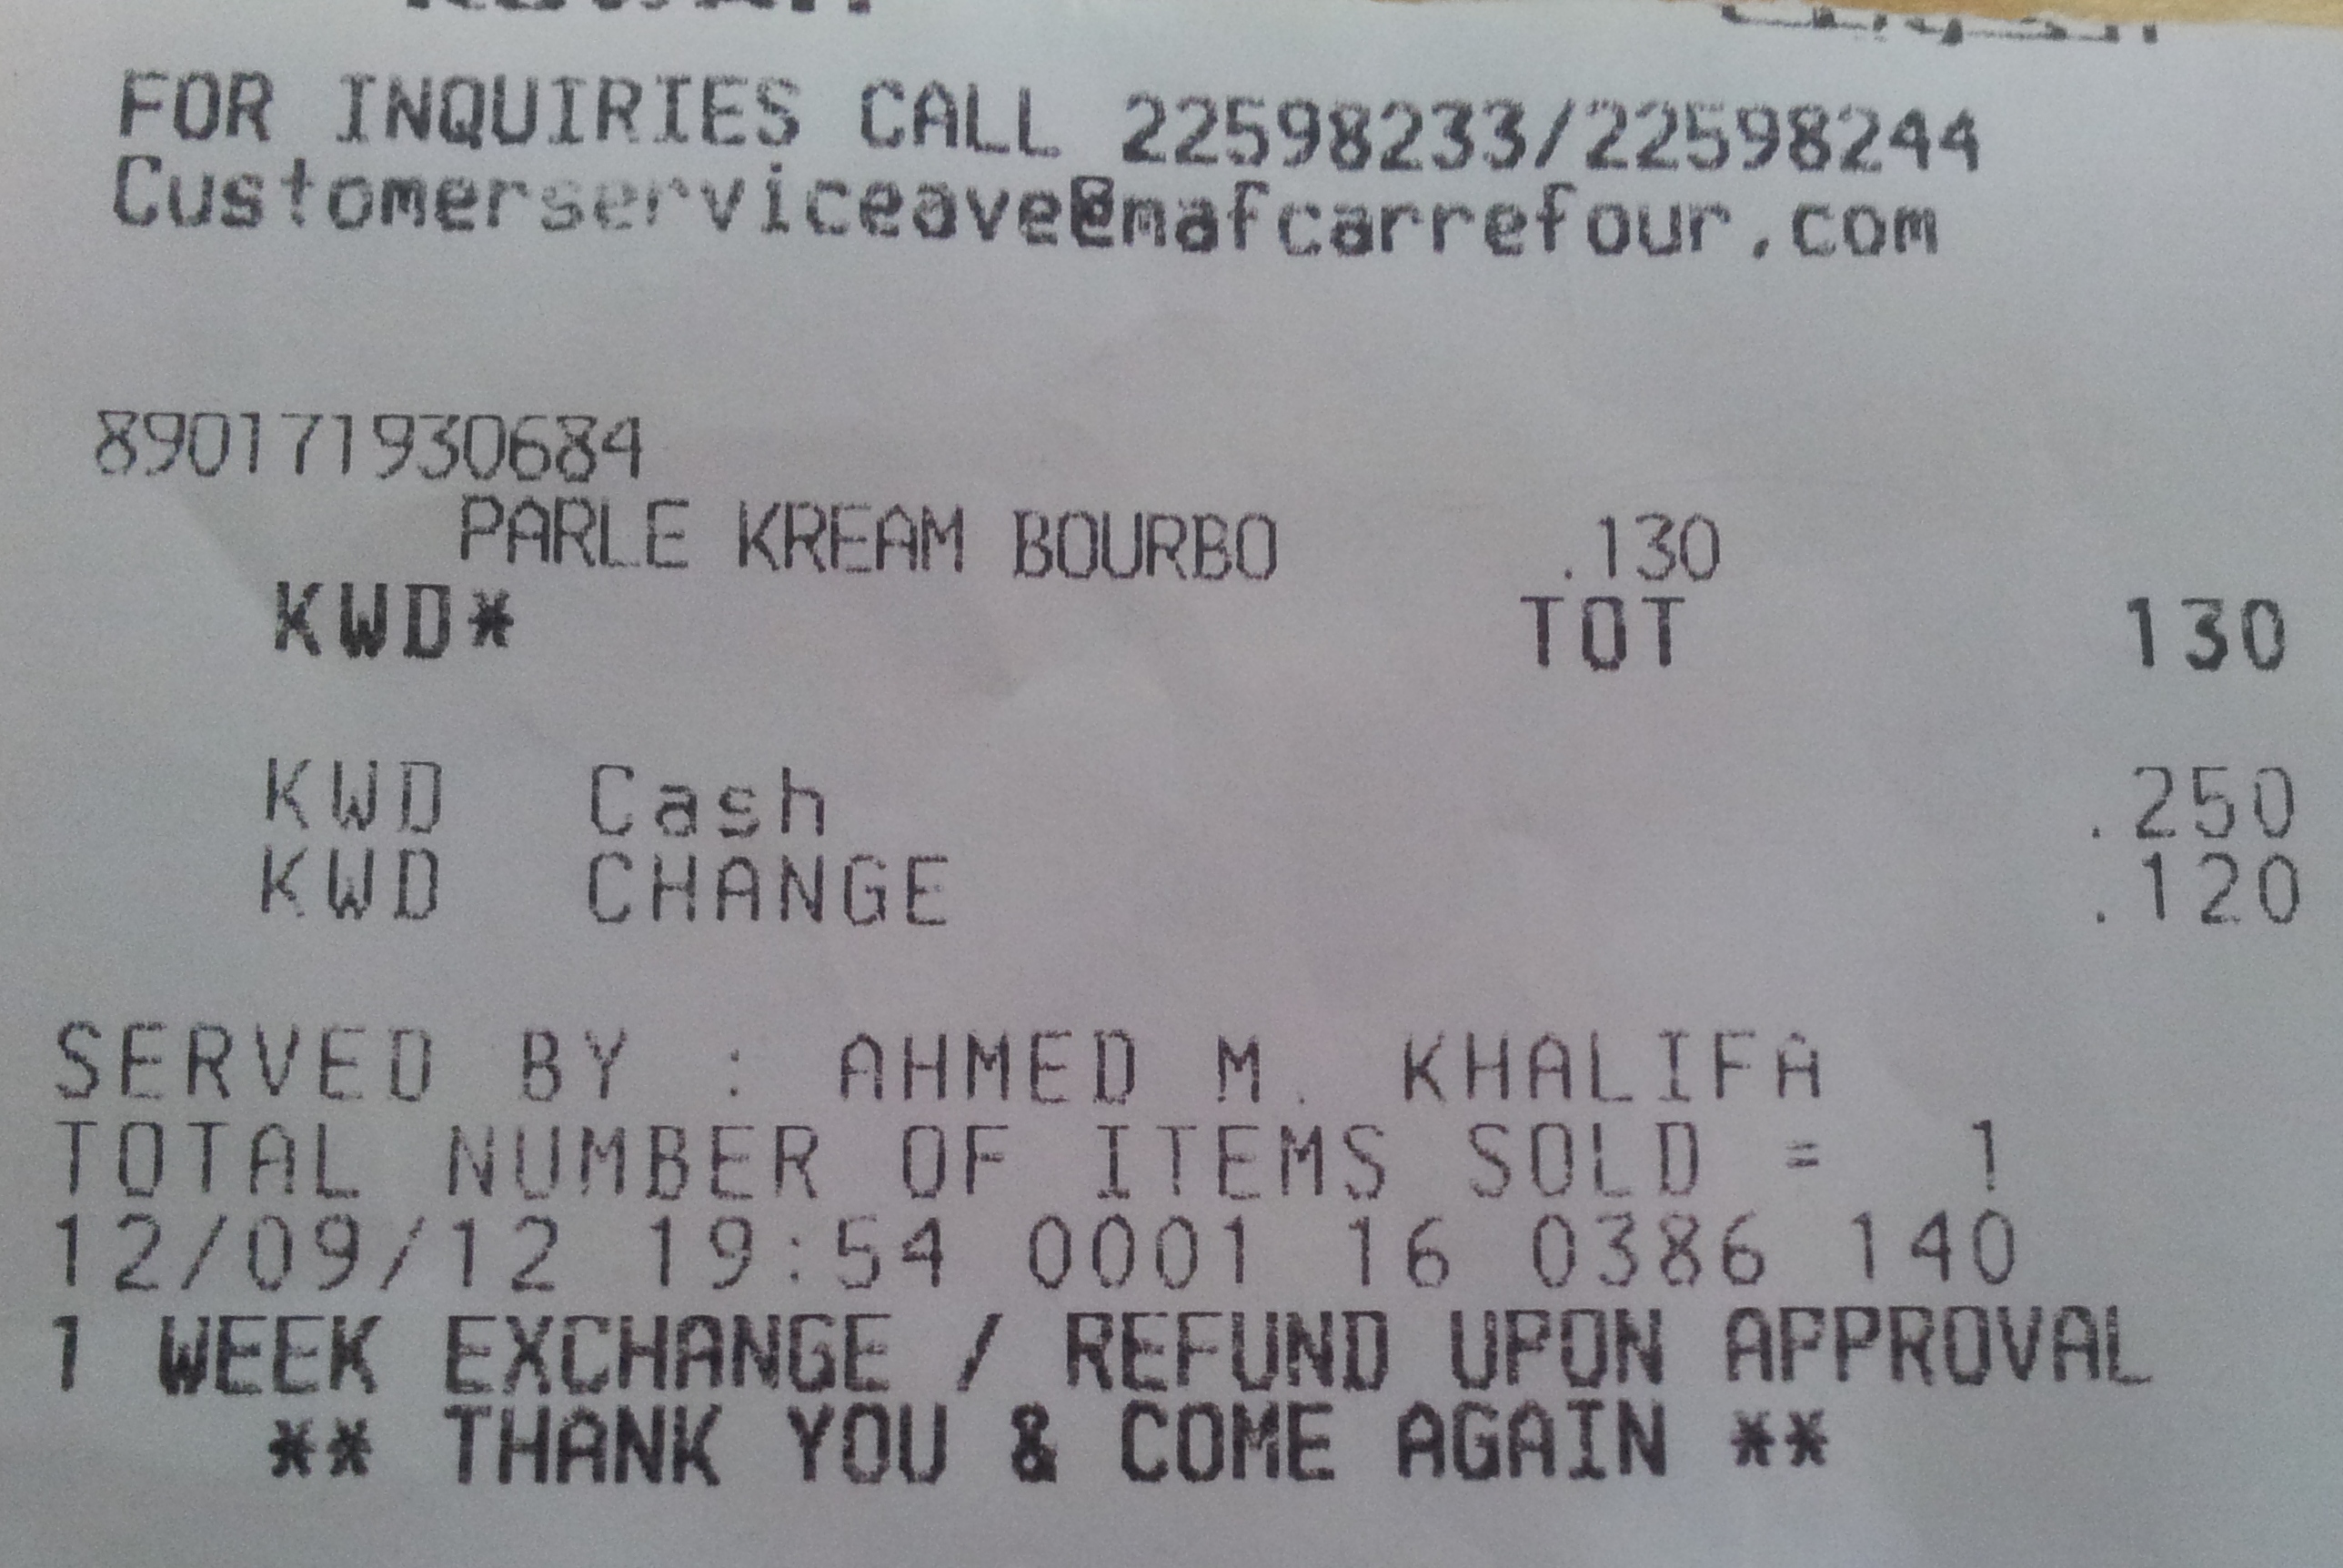 FOR INQUIRIES CALL 22598233/22598244
Customerserviceave@mafcarrefour.com
890171930684
PARLE KREAM BOURBO .130
KWD* TOT 130
KWD Cash .250
KWD CHANGE .120
SERVED BY : AHMED M. KHALIFA
TOTAL NUMBER OF ITEMS SOLD = 1
12/09/12 19:54 0001 16 0386 140
1 WEEK EXCHANGE / REFUND UPON APPROVAL
** THANK YOU & COME AGAIN **